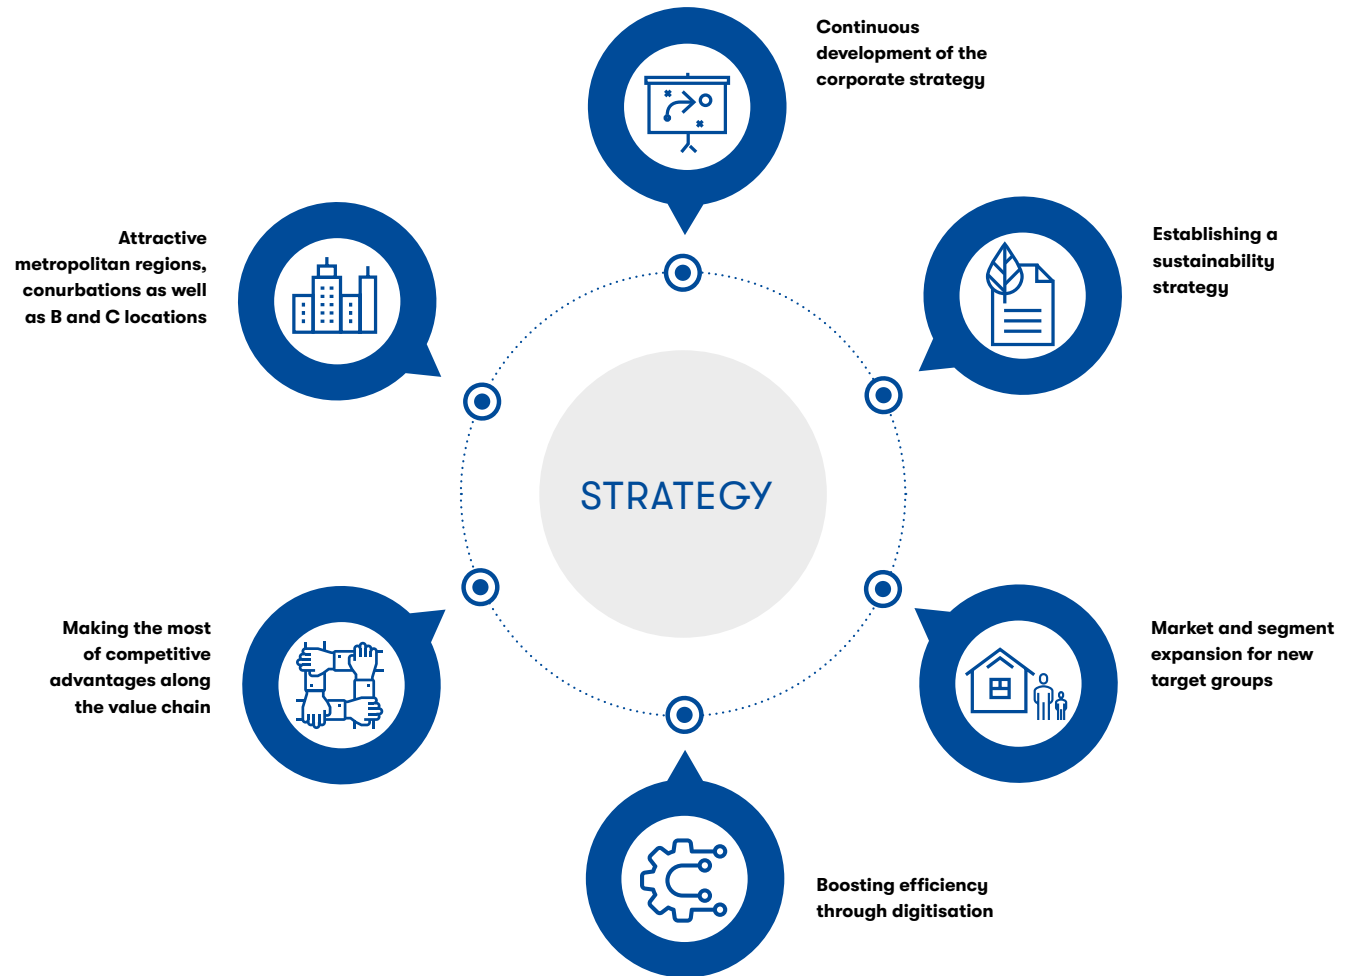 Continuous
development of the
corporate strategy
Establishing a
sustainability
strategy
Attractive
metropolitan regions,
conurbations as well
as B and C locations
STRATEGY
Making the most
of competitive
advantages along
the value chain
Market and segment
expansion for new
target groups
Boosting efficiency
through digitisation